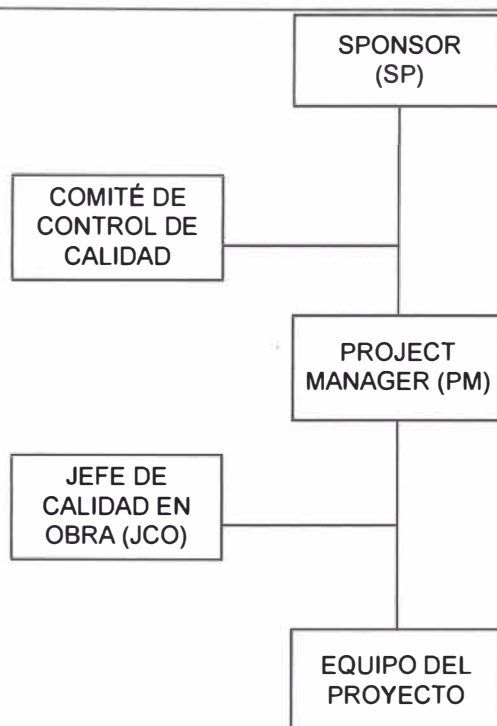 SPONSOR
(SP)
COMITÉ DE
CONTROL DE
CALIDAD
PROJECT
MANAGER (PM)
JEFE DE
CALIDAD EN
OBRA (JCO)
EQUIPO DEL
PROYECTO